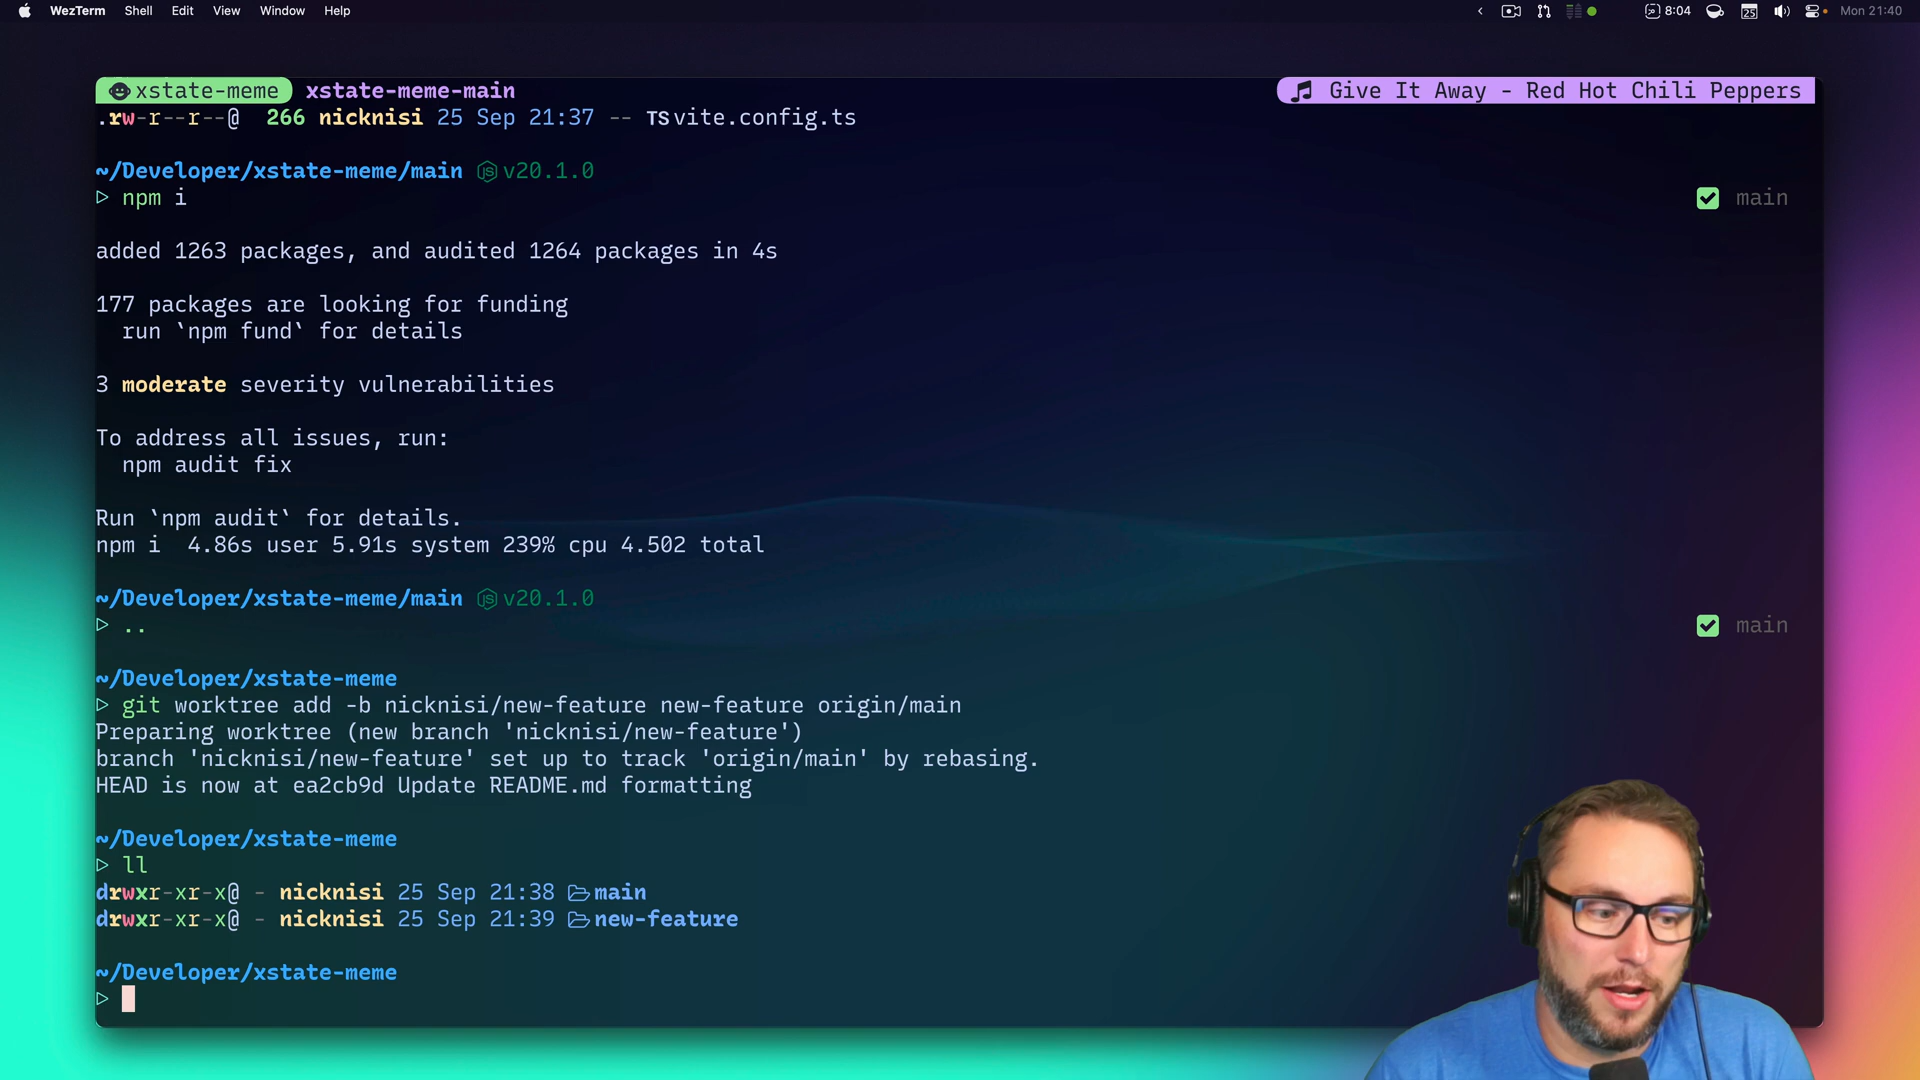 WezTerm Shell Edit View Window Help
8:04 25 Mon 21:40
xstate-meme xstate-meme-main
Give It Away - Red Hot Chili Peppers
.rw-r--r--@ 266 nicknisi 25 Sep 21:37 -- TS vite.config.ts
~/Developer/xstate-meme/main v20.1.0
▷ npm i
main
added 1263 packages, and audited 1264 packages in 4s
177 packages are looking for funding
run `npm fund` for details
3 moderate severity vulnerabilities
To address all issues, run:
npm audit fix
Run `npm audit` for details.
npm i 4.86s user 5.91s system 239% cpu 4.502 total
~/Developer/xstate-meme/main v20.1.0
▷ ..
main
~/Developer/xstate-meme
▷ git worktree add -b nicknisi/new-feature new-feature origin/main
Preparing worktree (new branch 'nicknisi/new-feature')
branch 'nicknisi/new-feature' set up to track 'origin/main' by rebasing.
HEAD is now at ea2cb9d Update README.md formatting
~/Developer/xstate-meme
▷ ll
drwxr-xr-x@ - nicknisi 25 Sep 21:38 main
drwxr-xr-x@ - nicknisi 25 Sep 21:39 new-feature
~/Developer/xstate-meme
▷